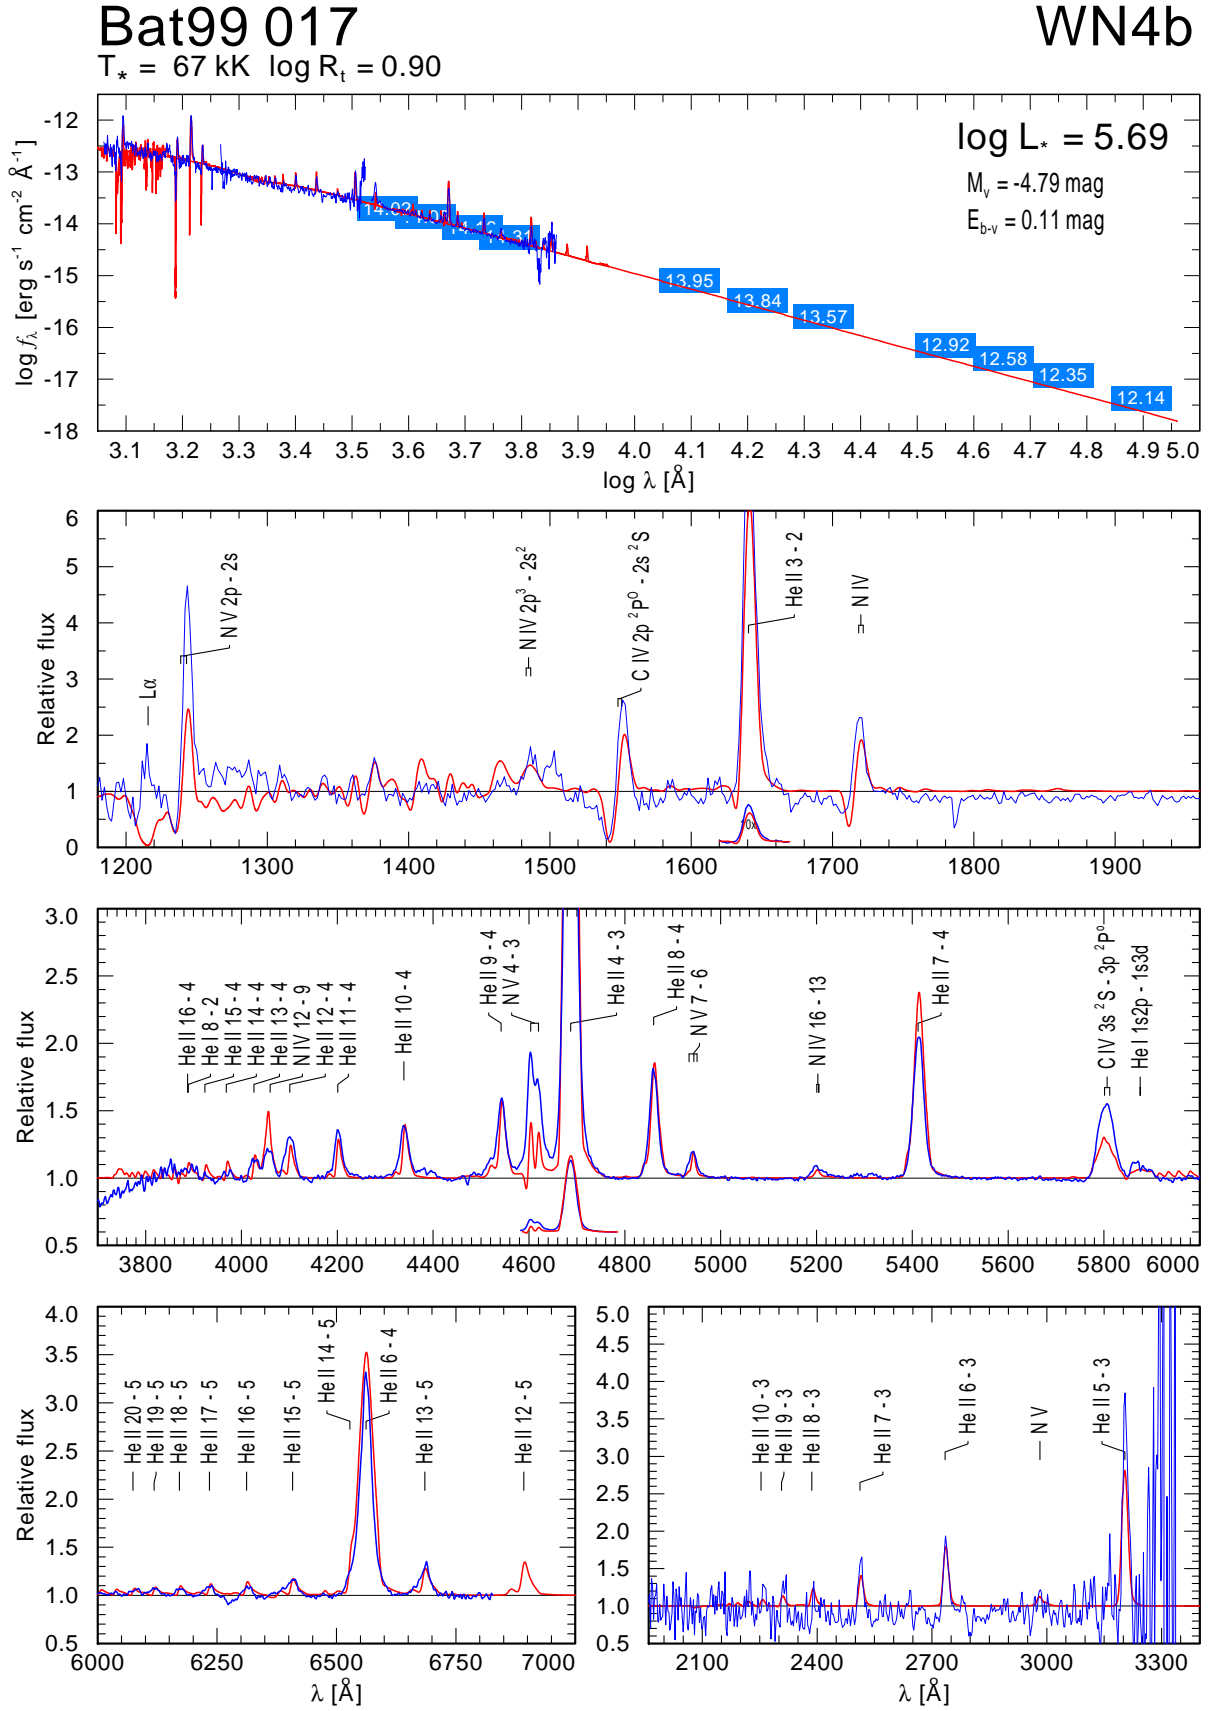 Bat99 017 WN4b
T* = 67 kK log Rt = 0.90
log L* = 5.69
Mv = -4.79 mag
Eb-v = 0.11 mag
log fλ [erg s-1 cm-2 Å-1]
-12
-13
-14
-15
-16
-17
-18
13.95
13.84
13.57
12.92
12.58
12.35
12.14
3.1 3.2 3.3 3.4 3.5 3.6 3.7 3.8 3.9 4.0 4.1 4.2 4.3 4.4 4.5 4.6 4.7 4.8 4.9 5.0
log λ [Å]
Relative flux
6
5
4
3
2
1
0
Lα
N V 2p - 2s
N IV 2p3 - 2s2
C IV 2p 2P0 - 2s 2S
He II 3 - 2
N IV
10x
1200 1300 1400 1500 1600 1700 1800 1900
Relative flux
3.0
2.5
2.0
1.5
1.0
0.5
He II 16 - 4
He I 8 - 2
He II 15 - 4
He II 14 - 4
He II 13 - 4
N IV 12 - 9
He II 12 - 4
He II 11 - 4
He II 10 - 4
He II 9 - 4
N V 4 - 3
He II 4 - 3
He II 8 - 4
N V 7 - 6
N IV 16 - 13
He II 7 - 4
C IV 3s 2S - 3p 2P0
He I 1s2p - 1s3d
3800 4000 4200 4400 4600 4800 5000 5200 5400 5600 5800 6000
Relative flux
4.0
3.5
3.0
2.5
2.0
1.5
1.0
0.5
He II 20 - 5
He II 19 - 5
He II 18 - 5
He II 17 - 5
He II 16 - 5
He II 15 - 5
He II 14 - 5
He II 6 - 4
He II 13 - 5
He II 12 - 5
6000 6250 6500 6750 7000
λ [Å]
5.0
4.5
4.0
3.5
3.0
2.5
2.0
1.5
1.0
0.5
He II 10 - 3
He II 9 - 3
He II 8 - 3
He II 7 - 3
He II 6 - 3
N V
He II 5 - 3
2100 2400 2700 3000 3300
λ [Å]